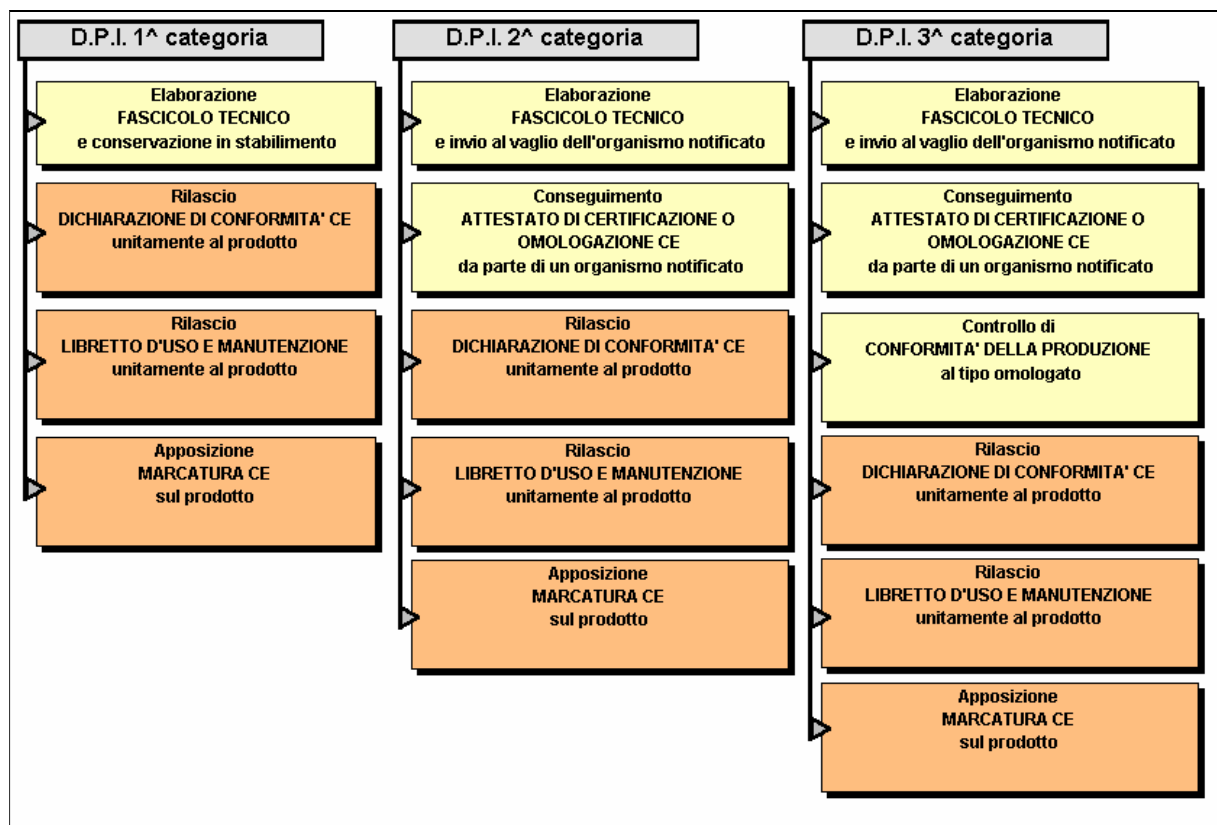 D.P.I. 1^ categoria
Elaborazione
FASCICOLO TECNICO
e conservazione in stabilimento
Rilascio
DICHIARAZIONE DI CONFORMITA' CE
unitamente al prodotto
Rilascio
LIBRETTO D'USO E MANUTENZIONE
unitamente al prodotto
Apposizione
MARCATURA CE
sul prodotto
D.P.I. 2^ categoria
Elaborazione
FASCICOLO TECNICO
e invio al vaglio dell'organismo notificato
Conseguimento
ATTESTATO DI CERTIFICAZIONE O
OMOLOGAZIONE CE
da parte di un organismo notificato
Rilascio
DICHIARAZIONE DI CONFORMITA' CE
unitamente al prodotto
Rilascio
LIBRETTO D'USO E MANUTENZIONE
unitamente al prodotto
Apposizione
MARCATURA CE
sul prodotto
D.P.I. 3^ categoria
Elaborazione
FASCICOLO TECNICO
e invio al vaglio dell'organismo notificato
Conseguimento
ATTESTATO DI CERTIFICAZIONE O
OMOLOGAZIONE CE
da parte di un organismo notificato
Controllo di
CONFORMITA' DELLA PRODUZIONE
al tipo omologato
Rilascio
DICHIARAZIONE DI CONFORMITA' CE
unitamente al prodotto
Rilascio
LIBRETTO D'USO E MANUTENZIONE
unitamente al prodotto
Apposizione
MARCATURA CE
sul prodotto